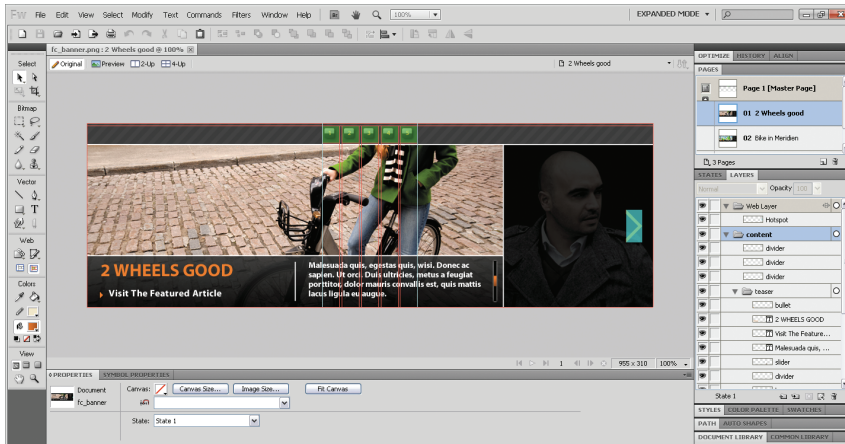 Fw File Edit View Select Modify Text Commands Filters Window Help 100% EXPANDED MODE
fc_banner.png : 2 Wheels good @ 100%
Original Preview 2-Up 4-Up 2 Wheels good
Select
Bitmap
Vector
T
Web
Colors
View
2 WHEELS GOOD
Visit The Featured Article
Malesuada quis, egestas quis, wisi. Donec ac
sapien. Ut orci. Duis ultricies, metus a feugiat
porttitor, dolor mauris convallis est, quis mattis
lacus ligula eu augue.
1 955 x 310 100%
PROPERTIES SYMBOL PROPERTIES
Document
fc_banner
Canvas: Canvas Size... Image Size... Fit Canvas
State: State 1
OPTIMIZE HISTORY ALIGN
PAGES
Page 1 [Master Page]
01 2 Wheels good
02 Bike in Meridien
3 Pages
STATES LAYERS
Normal Opacity 100
Web Layer
Hotspot
content
divider
divider
divider
teaser
bullet
2 WHEELS GOOD
Visit The Feature...
Malesuada quis, ...
slider
divider
State 1
STYLES COLOR PALETTE SWATCHES
PATH AUTO SHAPES
DOCUMENT LIBRARY COMMON LIBRARY